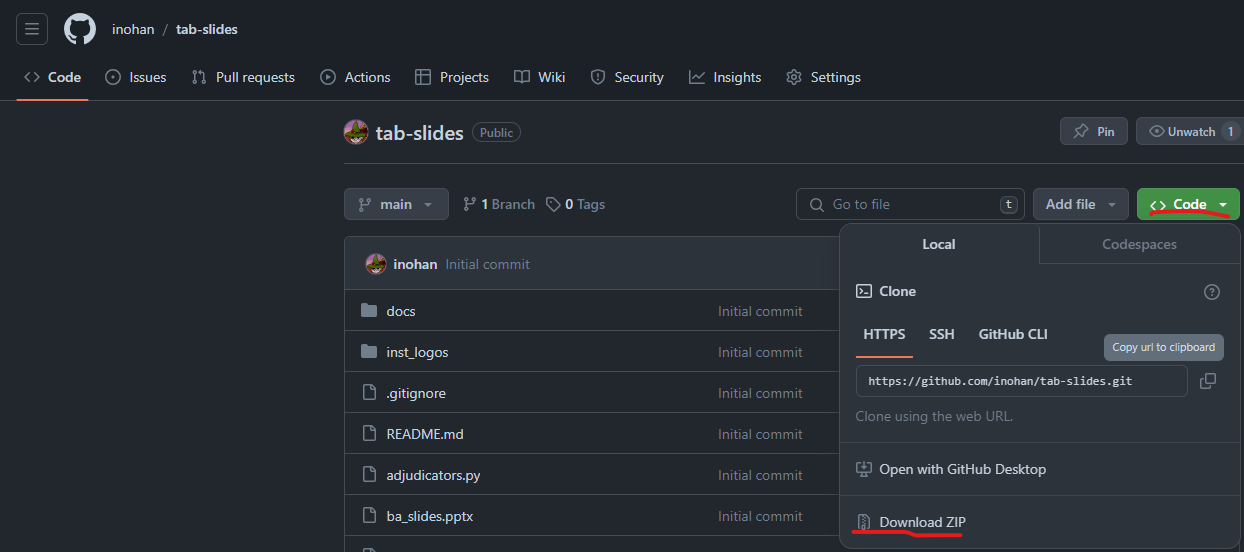 inohan / tab-slides
Code Issues Pull requests Actions Projects Wiki Security Insights Settings
tab-slides Public Pin Unwatch 1
main 1 Branch 0 Tags Go to file t Add file Code
Local Codespaces
inohan Initial commit
Clone
docs Initial commit
HTTPS SSH GitHub CLI
Copy url to clipboard
inst_logos Initial commit
https://github.com/inohan/tab-slides.git
.gitignore Initial commit
Clone using the web URL.
README.md Initial commit
Open with GitHub Desktop
adjudicators.py Initial commit
ba_slides.pptx Initial commit
Download ZIP